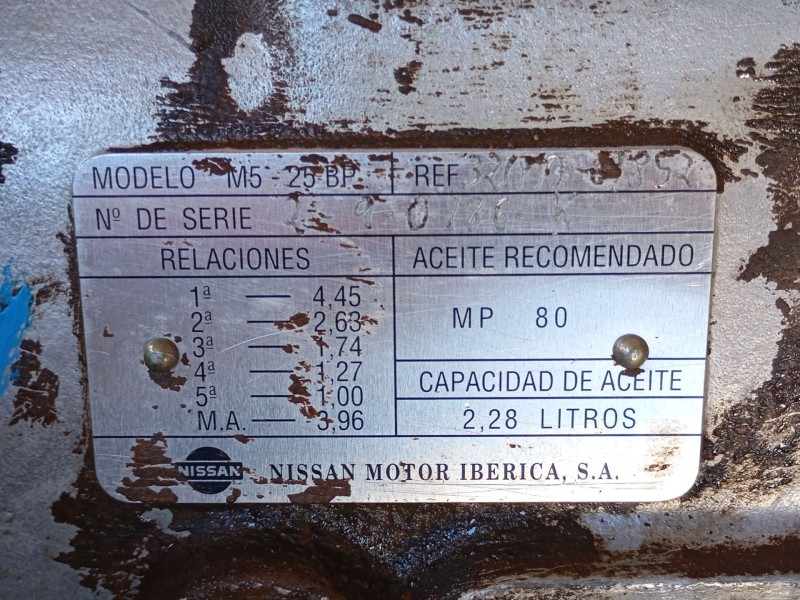 MODELO M5 - 25 BP REF
Nº DE SERIE
RELACIONES
1ª — 4,45
2ª — 2,63
3ª — 1,74
4ª — 1,27
5ª — 1,00
M.A. — 3,96
ACEITE RECOMENDADO
MP 80
CAPACIDAD DE ACEITE
2,28 LITROS
NISSAN NISSAN MOTOR IBERICA, S.A.